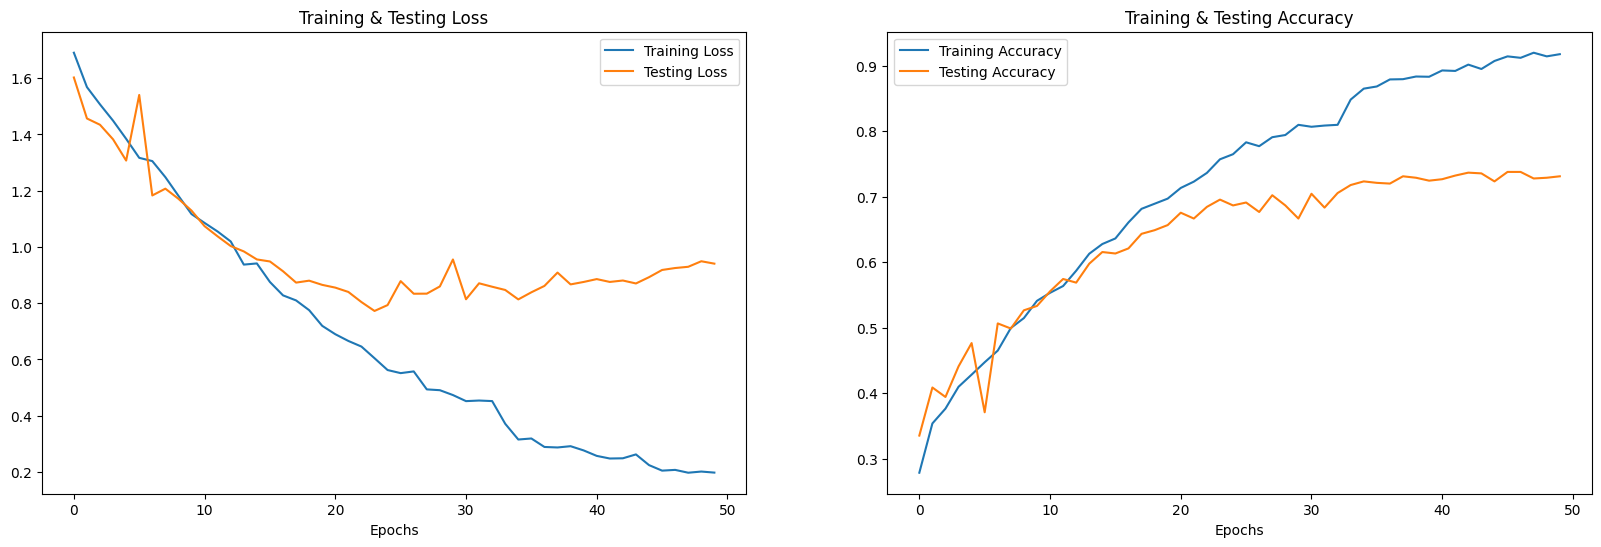 Training & Testing Loss
Training Loss
Testing Loss
1.6
1.4
1.2
1.0
0.8
0.6
0.4
0.2
0 10 20 30 40 50
Epochs
Training & Testing Accuracy
Training Accuracy
Testing Accuracy
0.9
0.8
0.7
0.6
0.5
0.4
0.3
0 10 20 30 40 50
Epochs